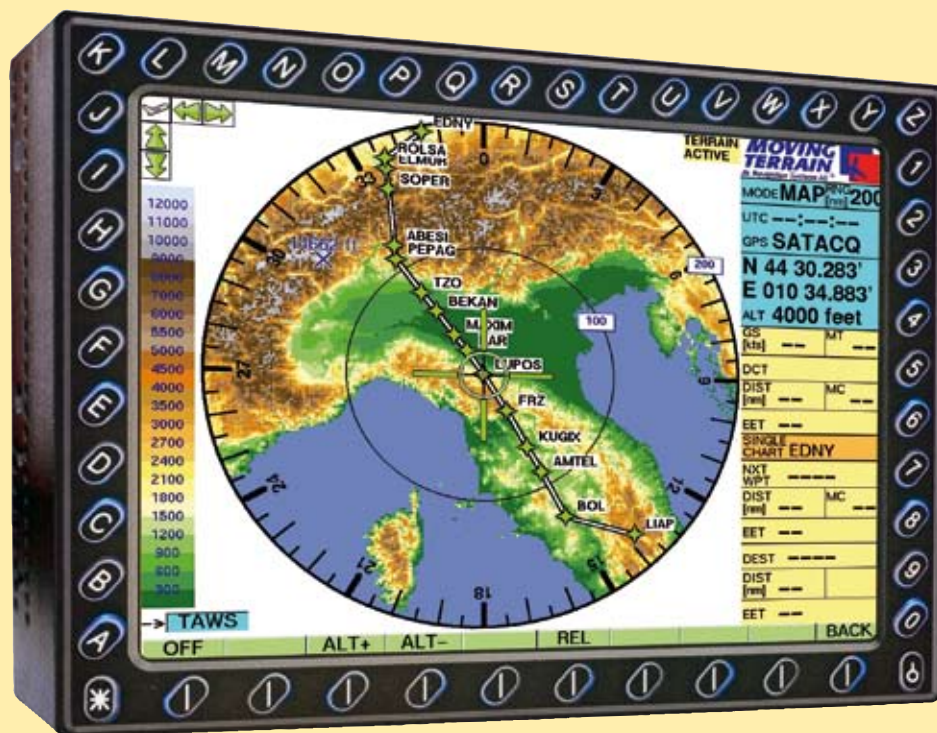 K L M N O P Q R S T U V W X Y Z
J
I
H
G
F
E
D
C
B
A
1
2
3
4
5
6
7
8
9
0
12000
11000
10000
9000
8000
7000
6000
5500
5000
4500
4000
3500
3000
2700
2400
2100
1800
1500
1200
900
600
300
EDNY
ROLSA
ELMUR
SOPER
ABESI
PEPAG
TZO
BEKAN
MAXIM
LUPOS
FRZ
KUGIX
AMTEL
BOL
LIAP
0
3
6
9
12
15
18
21
24
27
30
33
100
200
TERRAIN
ACTIVE
MOVING
TERRAIN
MODE MAP RNG [nm] 200
UTC --:--:--
GPS SATACQ
N 44 30.283'
E 010 34.883'
ALT 4000 feet
GS [kts] -- MT --
DCT
DIST [nm] -- MC --
EET --
SINGLE CHART EDNY
NXT WPT ----
DIST [nm] -- MC --
EET --
DEST ----
DIST [nm] --
EET --
TAWS
OFF ALT+ ALT- REL BACK